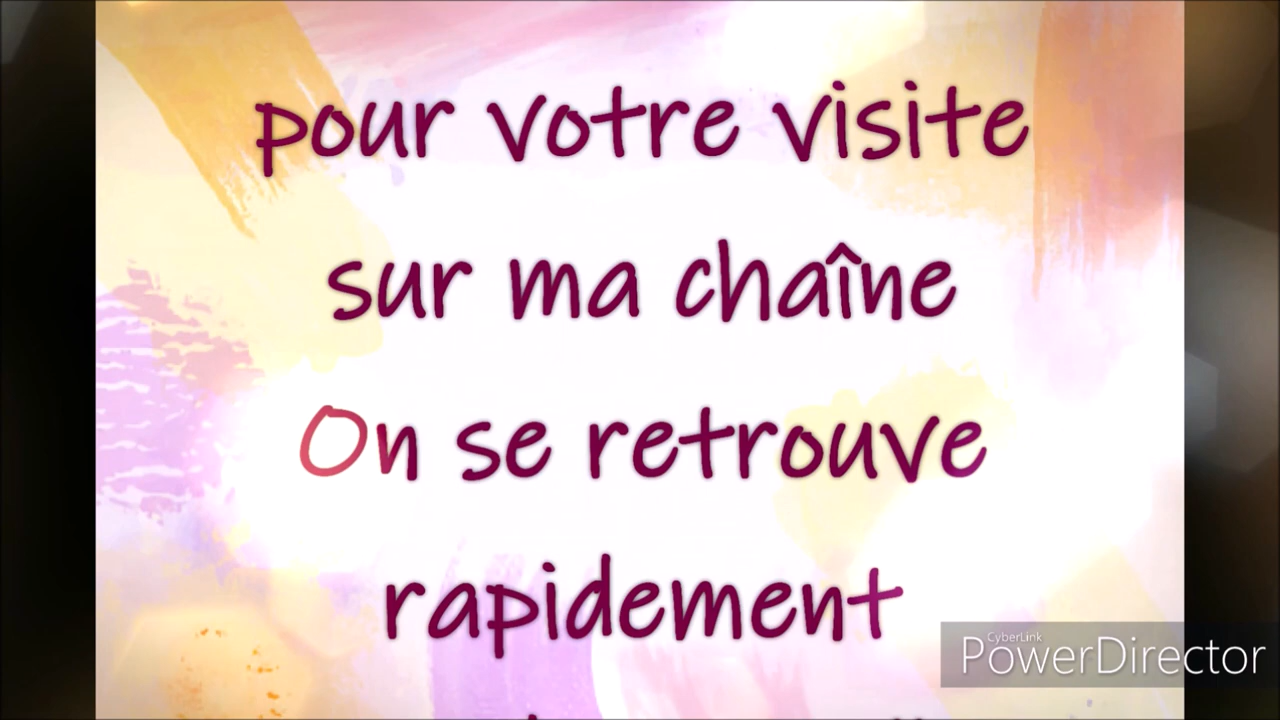 pour votre visite
sur ma chaîne
On se retrouve
rapidement
CyberLink
PowerDirector